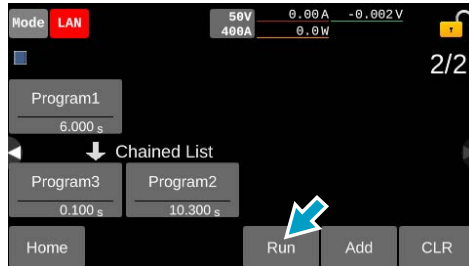 Mode LAN 50V 400A 0.00A -0.002V 0.0W
2/2
Program1
6.000 s
Chained List
Program3 Program2
0.100 s 10.300 s
Home Run Add CLR